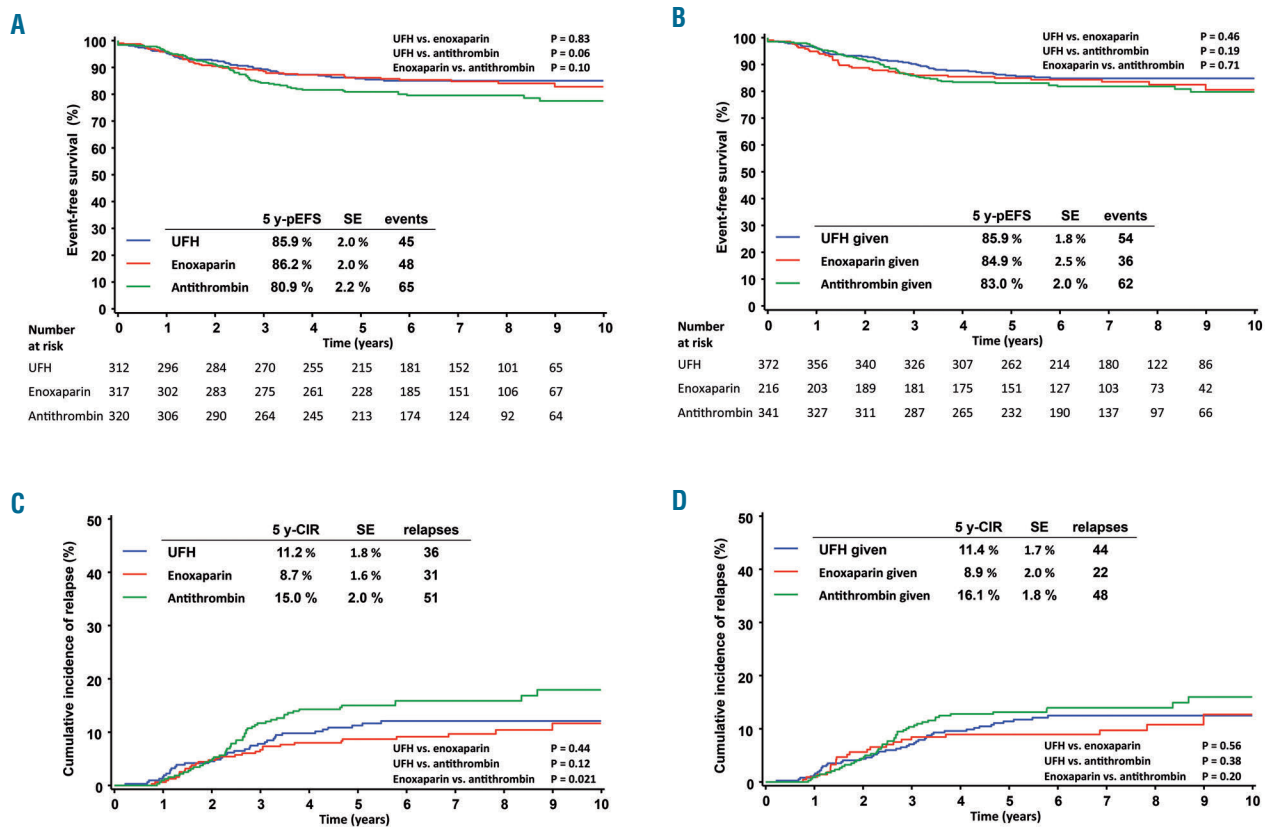 A
UFH vs. enoxaparin P = 0.83
UFH vs. antithrombin P = 0.06
Enoxaparin vs. antithrombin P = 0.10
Event-free survival (%)
100
90
80
70
60
50
40
30
20
10
0
5 y-pEFS SE events
UFH 85.9 % 2.0 % 45
Enoxaparin 86.2 % 2.0 % 48
Antithrombin 80.9 % 2.2 % 65
0 1 2 3 4 5 6 7 8 9 10
Time (years)
Number
at risk
UFH 312 296 284 270 255 215 181 152 101 65
Enoxaparin 317 302 283 275 261 228 185 151 106 67
Antithrombin 320 306 290 264 245 213 174 124 92 64
B
UFH vs. enoxaparin P = 0.46
UFH vs. antithrombin P = 0.19
Enoxaparin vs. antithrombin P = 0.71
Event-free survival (%)
100
90
80
70
60
50
40
30
20
10
0
5 y-pEFS SE events
UFH given 85.9 % 1.8 % 54
Enoxaparin given 84.9 % 2.5 % 36
Antithrombin given 83.0 % 2.0 % 62
0 1 2 3 4 5 6 7 8 9 10
Time (years)
Number
at risk
UFH 372 356 340 326 307 262 214 180 122 86
Enoxaparin 216 203 189 181 175 151 127 103 73 42
Antithrombin 341 327 311 287 265 232 190 137 97 66
C
Cumulative incidence of relapse (%)
50
40
30
20
10
0
5 y-CIR SE relapses
UFH 11.2 % 1.8 % 36
Enoxaparin 8.7 % 1.6 % 31
Antithrombin 15.0 % 2.0 % 51
UFH vs. enoxaparin P = 0.44
UFH vs. antithrombin P = 0.12
Enoxaparin vs. antithrombin P = 0.021
0 1 2 3 4 5 6 7 8 9 10
Time (years)
D
Cumulative incidence of relapse (%)
50
40
30
20
10
0
5 y-CIR SE relapses
UFH given 11.4 % 1.7 % 44
Enoxaparin given 8.9 % 2.0 % 22
Antithrombin given 16.1 % 1.8 % 48
UFH vs. enoxaparin P = 0.56
UFH vs. antithrombin P = 0.38
Enoxaparin vs. antithrombin P = 0.20
0 1 2 3 4 5 6 7 8 9 10
Time (years)